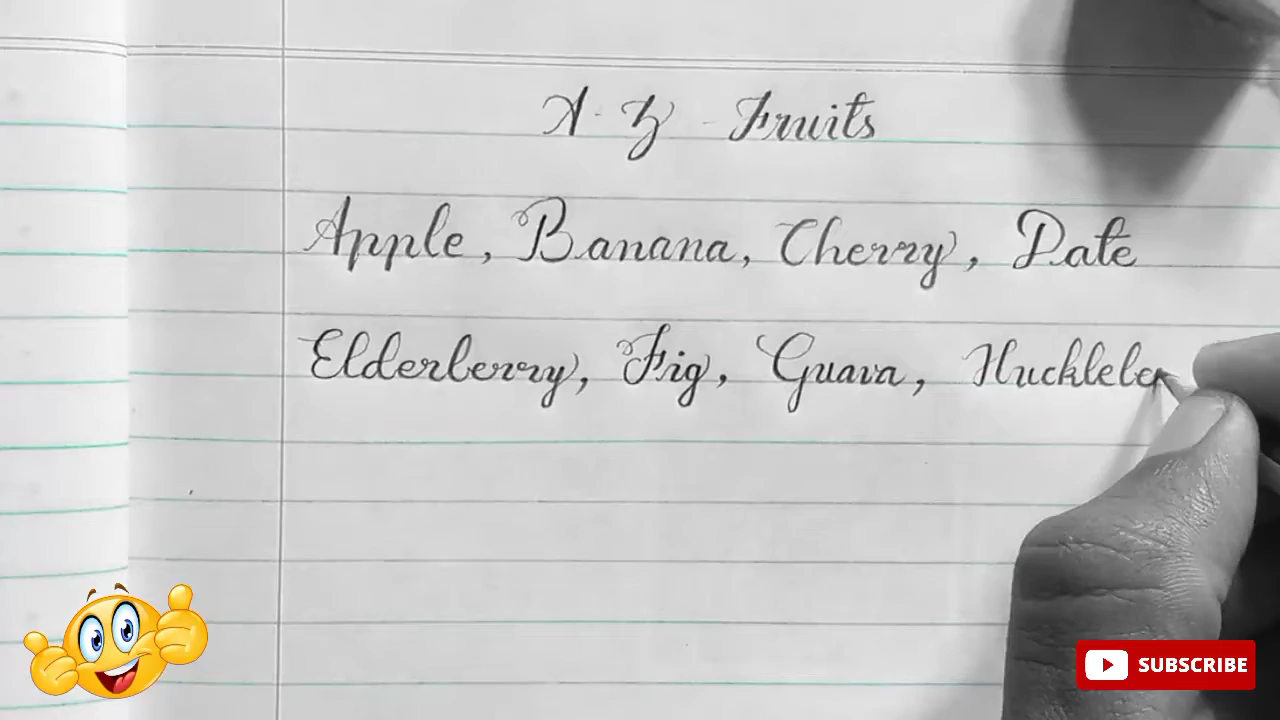 A-Z - Fruits
Apple, Banana, Cherry, Date
Elderberry, Fig, Guava, Huckleber
SUBSCRIBE